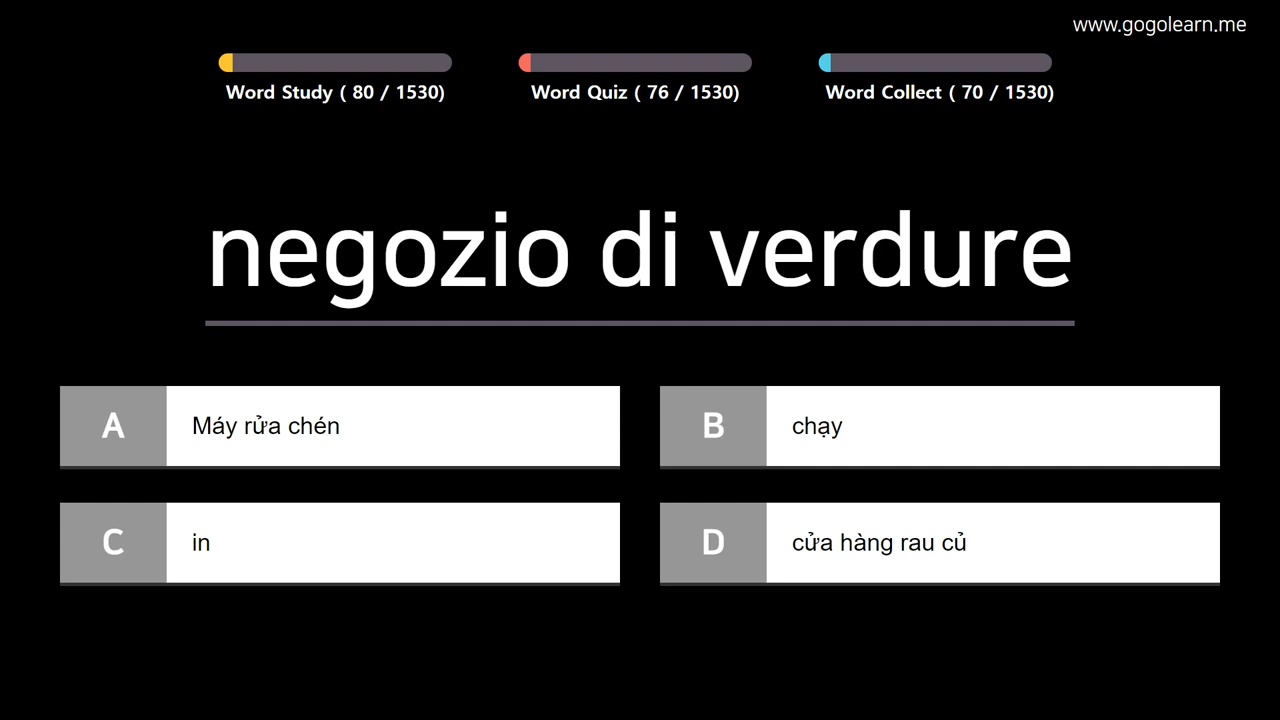 www.gogolearn.me
Word Study ( 80 / 1530)
Word Quiz ( 76 / 1530)
Word Collect ( 70 / 1530)
negozio di verdure
A
Máy rửa chén
B
chạy
C
in
D
cửa hàng rau củ